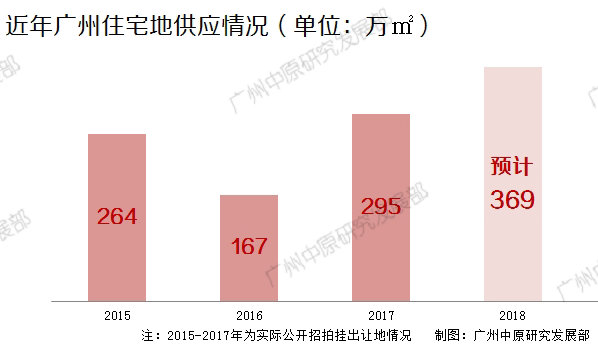 近年广州住宅地供应情况（单位：万㎡）
264
167
295
预计
369
2015
2016
2017
2018
注：2015-2017年为实际公开招拍挂出让地情况 制图：广州中原研究发展部
广州中原研究发展部
广州中原研究发展部